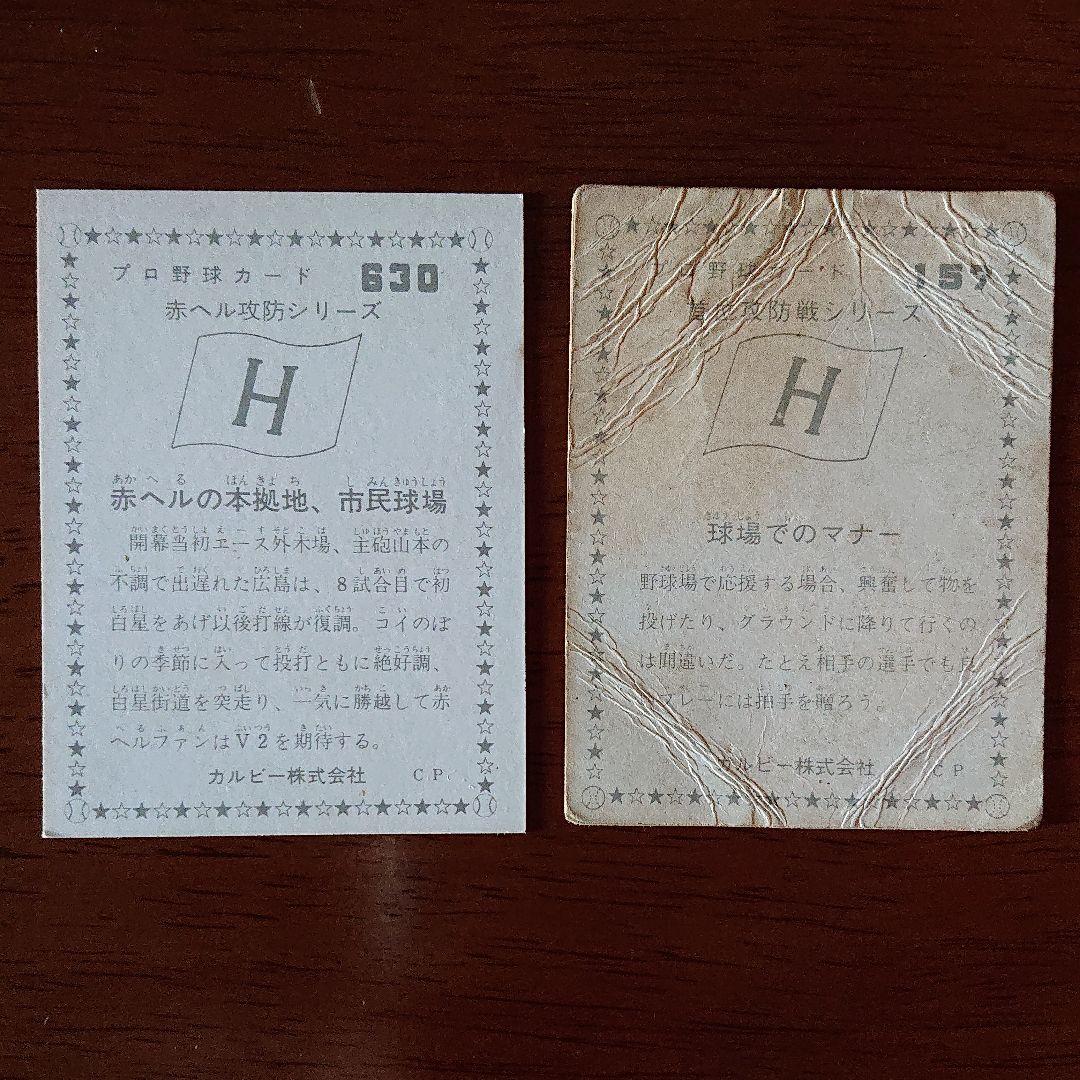 プロ野球カード 630
赤ヘル攻防シリーズ
H
赤ヘルの本拠地、市民球場
開幕当初エース外木場、主砲山本の
不調で出遅れた広島は、8試合目で初
白星をあげ以後打線が復調。コイのぼ
りの季節に入って投打ともに絶好調、
白星街道を突走り、一気に勝越して赤
ヘルファンはV2を期待する。
カルビー株式会社 CP.
プロ野球カード 157
首位攻防戦シリーズ
H
球場でのマナー
野球場で応援する場合、興奮して物を
投げたり、グラウンドに降りて行くの
は間違いだ。たとえ相手の選手でも良
プレーには拍手を贈ろう。
カルビー株式会社 CP